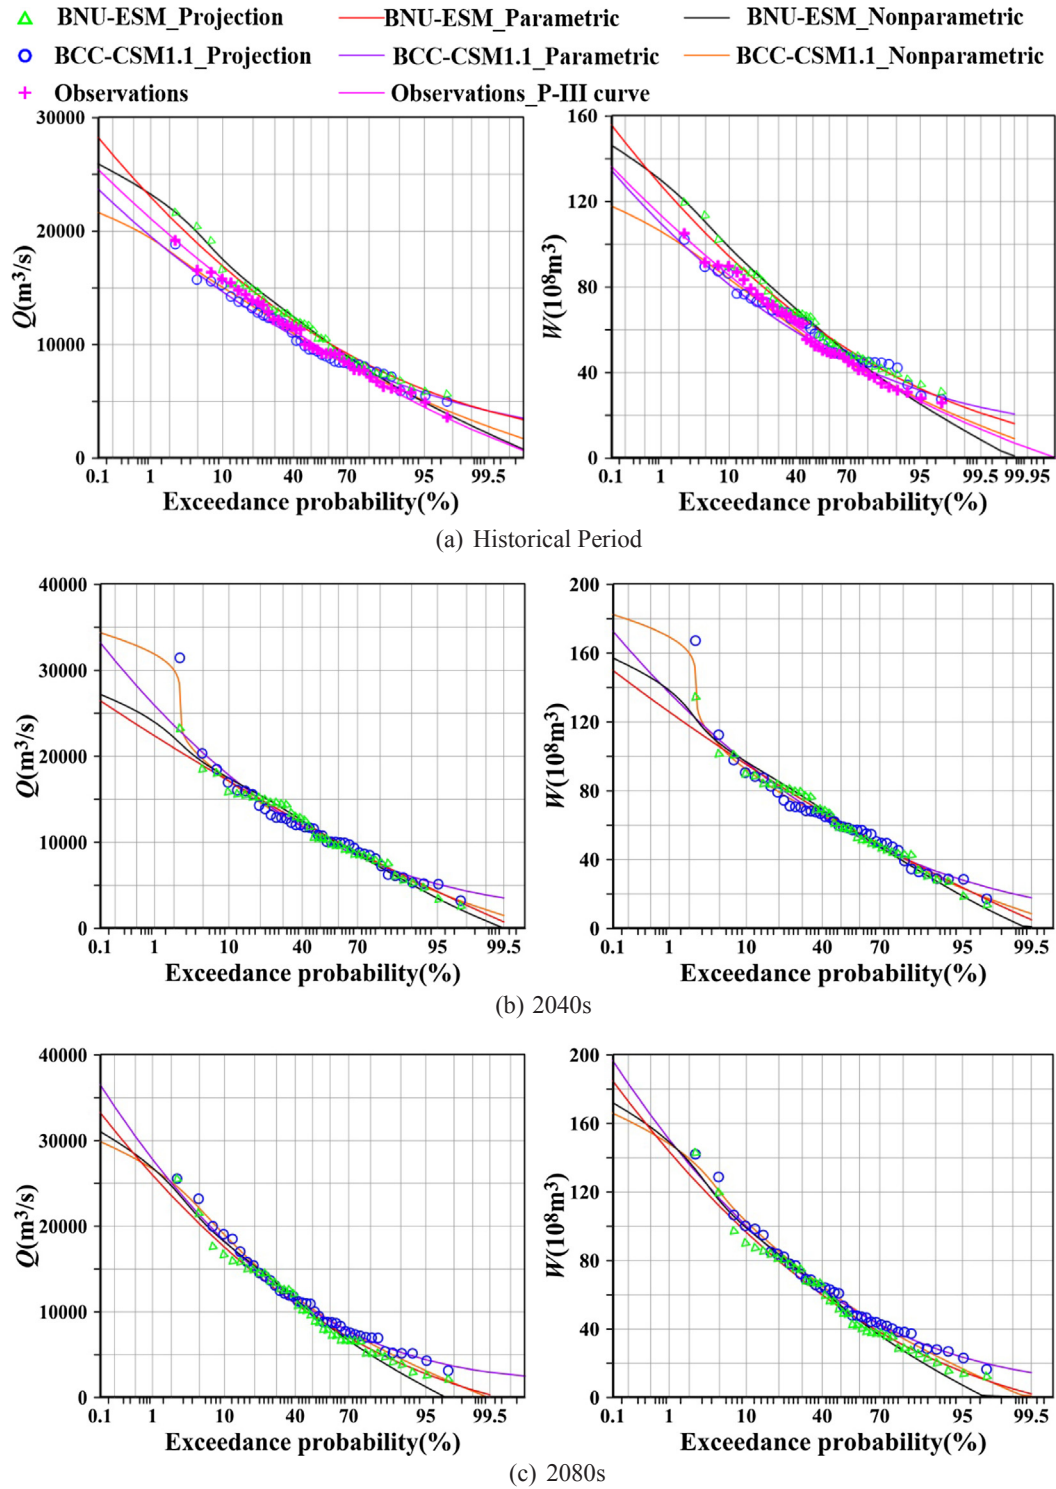 BNU-ESM_Projection BNU-ESM_Parametric BNU-ESM_Nonparametric
BCC-CSM1.1_Projection BCC-CSM1.1_Parametric BCC-CSM1.1_Nonparametric
Observations Observations_P-III curve
30000
20000
10000
0
Q(m³/s)
0.1 1 10 40 70 95 99.5
Exceedance probability(%)
160
120
80
40
0
W(10⁸m³)
0.1 1 10 40 70 95 99.5 99.95
Exceedance probability(%)
(a) Historical Period
40000
30000
20000
10000
0
Q(m³/s)
0.1 1 10 40 70 95 99.5
Exceedance probability(%)
200
160
120
80
40
0
W(10⁸m³)
0.1 1 10 40 70 95 99.5
Exceedance probability(%)
(b) 2040s
40000
30000
20000
10000
0
Q(m³/s)
0.1 1 10 40 70 95 99.5
Exceedance probability(%)
200
160
120
80
40
0
W(10⁸m³)
0.1 1 10 40 70 95 99.5
Exceedance probability(%)
(c) 2080s